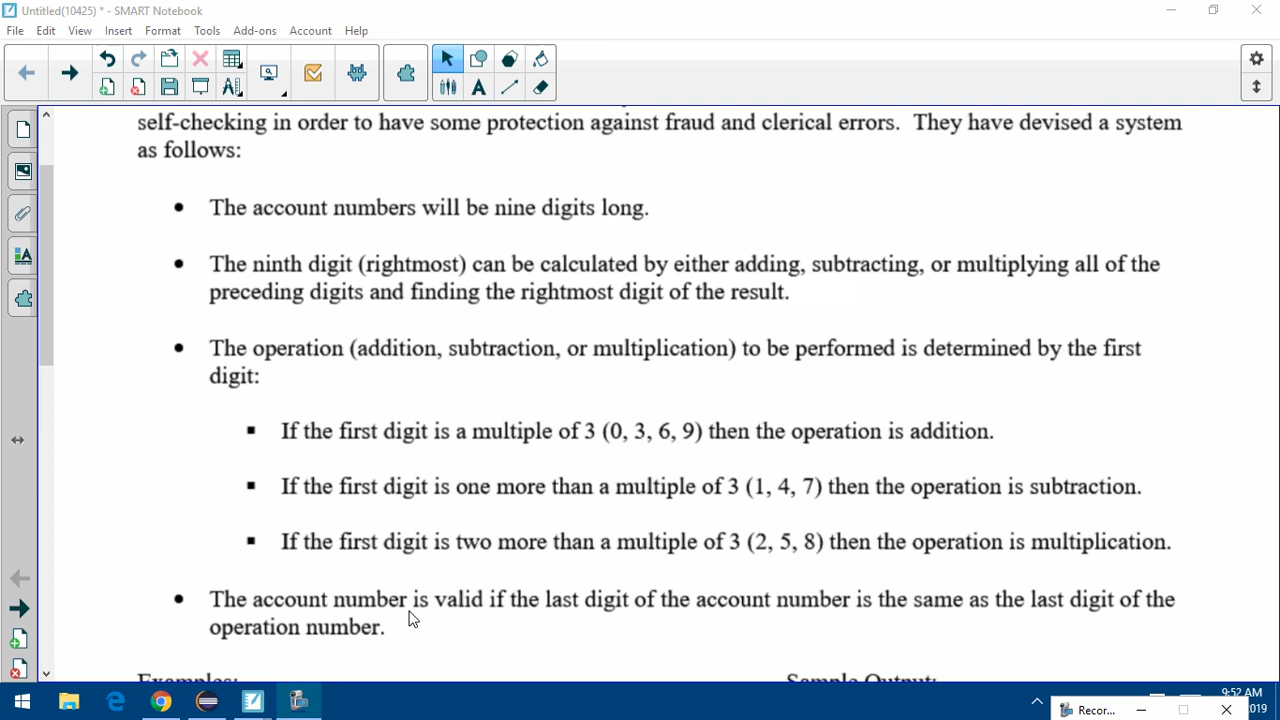 Untitled(10425) * - SMART Notebook
File Edit View Insert Format Tools Add-ons Account Help
self-checking in order to have some protection against fraud and clerical errors. They have devised a system
as follows:
• The account numbers will be nine digits long.
• The ninth digit (rightmost) can be calculated by either adding, subtracting, or multiplying all of the
preceding digits and finding the rightmost digit of the result.
• The operation (addition, subtraction, or multiplication) to be performed is determined by the first
digit:
▪ If the first digit is a multiple of 3 (0, 3, 6, 9) then the operation is addition.
▪ If the first digit is one more than a multiple of 3 (1, 4, 7) then the operation is subtraction.
▪ If the first digit is two more than a multiple of 3 (2, 5, 8) then the operation is multiplication.
• The account number is valid if the last digit of the account number is the same as the last digit of the
operation number.
Examples: Sample Output:
9:52 AM
Recor... 2019